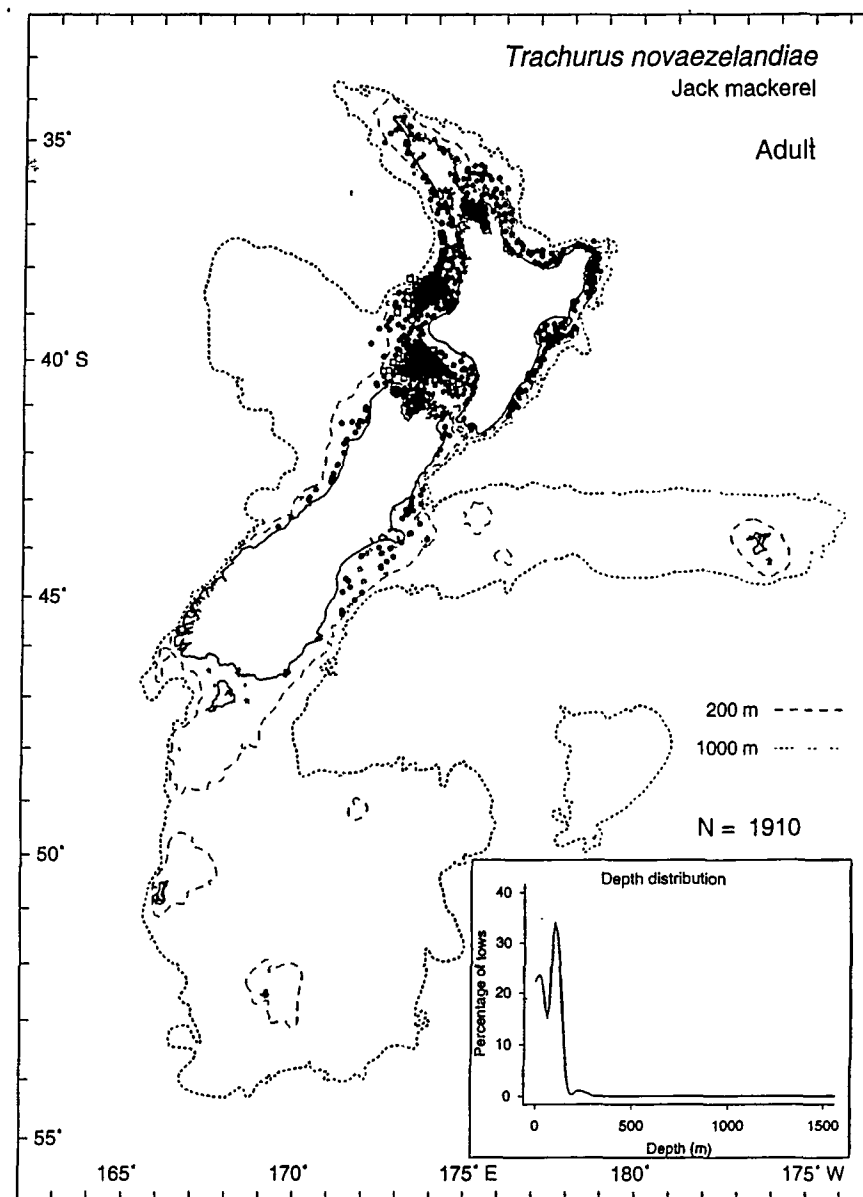 Trachurus novaezelandiae
Jack mackerel
Adult
35°
40° S
45°
50°
55°
200 m
1000 m
N = 1910
Depth distribution
Percentage of tows
40
30
20
10
0
0 500 1000 1500
Depth (m)
165° 170° 175° E 180° 175° W